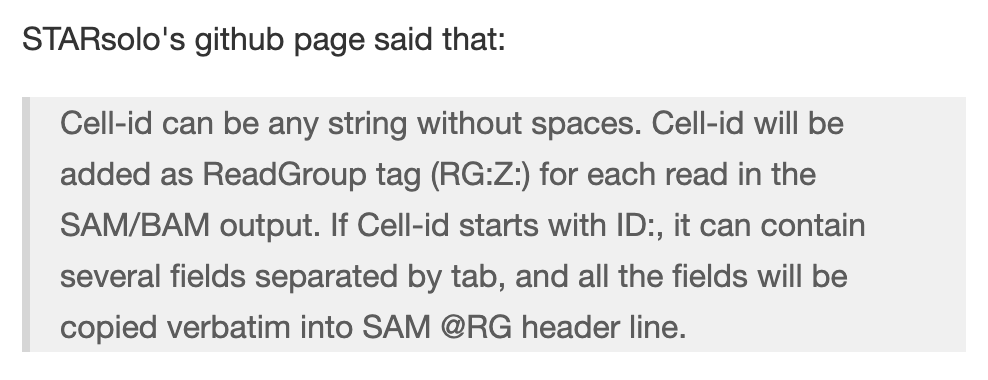 STARsolo's github page said that:
Cell-id can be any string without spaces. Cell-id will be
added as ReadGroup tag (RG:Z:) for each read in the
SAM/BAM output. If Cell-id starts with ID:, it can contain
several fields separated by tab, and all the fields will be
copied verbatim into SAM @RG header line.